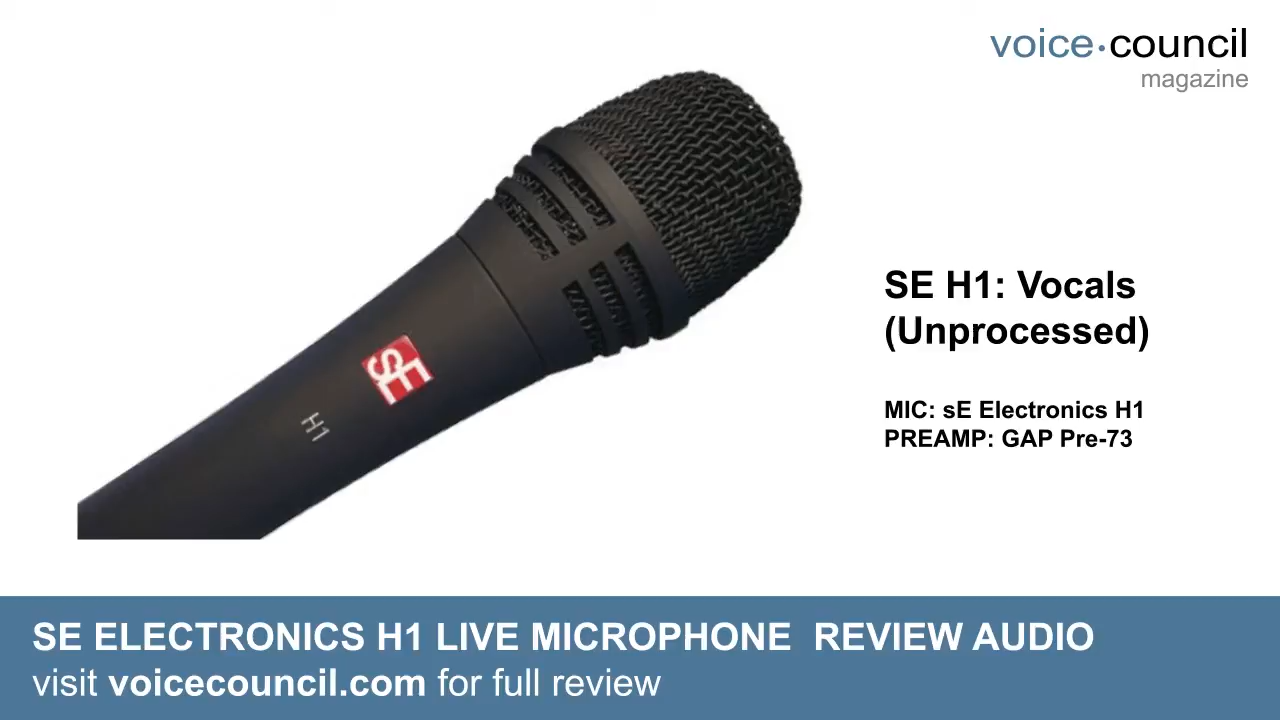 voice·council
magazine
SE H1: Vocals
(Unprocessed)
MIC: sE Electronics H1
PREAMP: GAP Pre-73
sE
H1
SE ELECTRONICS H1 LIVE MICROPHONE  REVIEW AUDIO
visit voicecouncil.com for full review